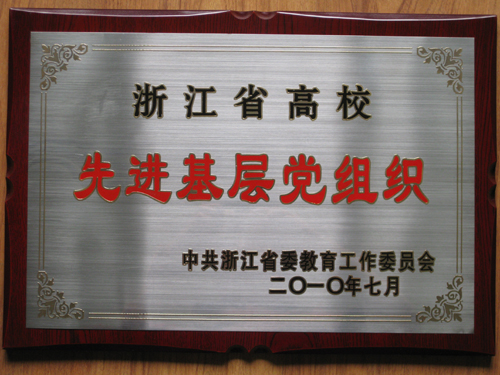 浙江省高校
先进基层党组织
中共浙江省委教育工作委员会
二〇一〇年七月